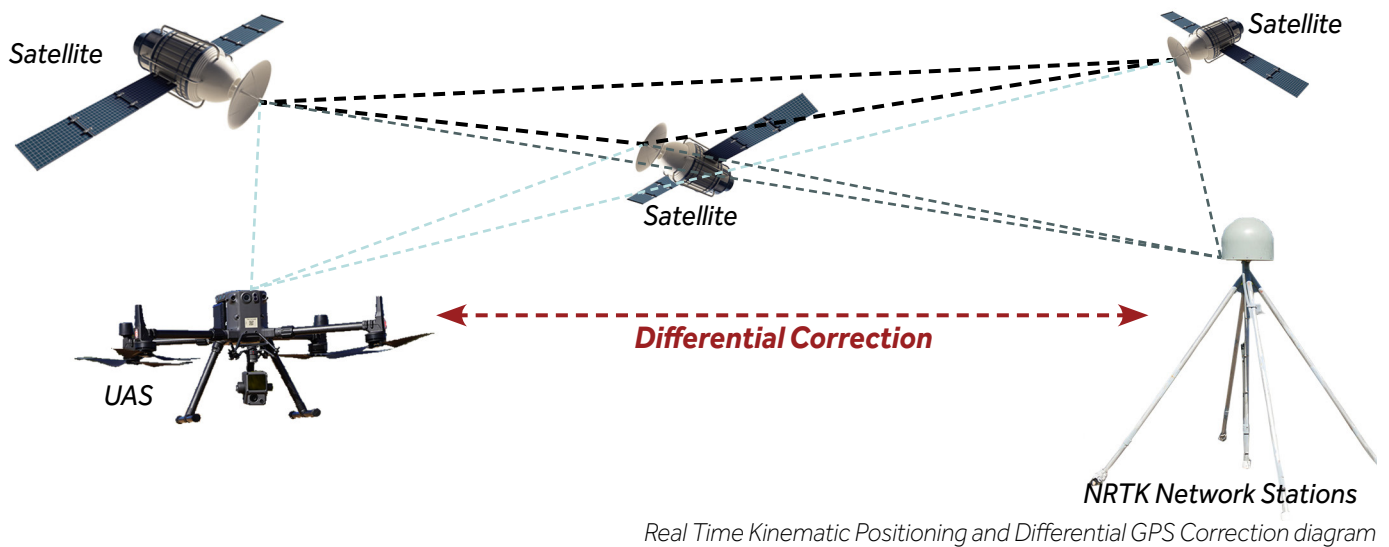 Satellite
Satellite
Satellite
Differential Correction
UAS
NRTK Network Stations
Real Time Kinematic Positioning and Differential GPS Correction diagram